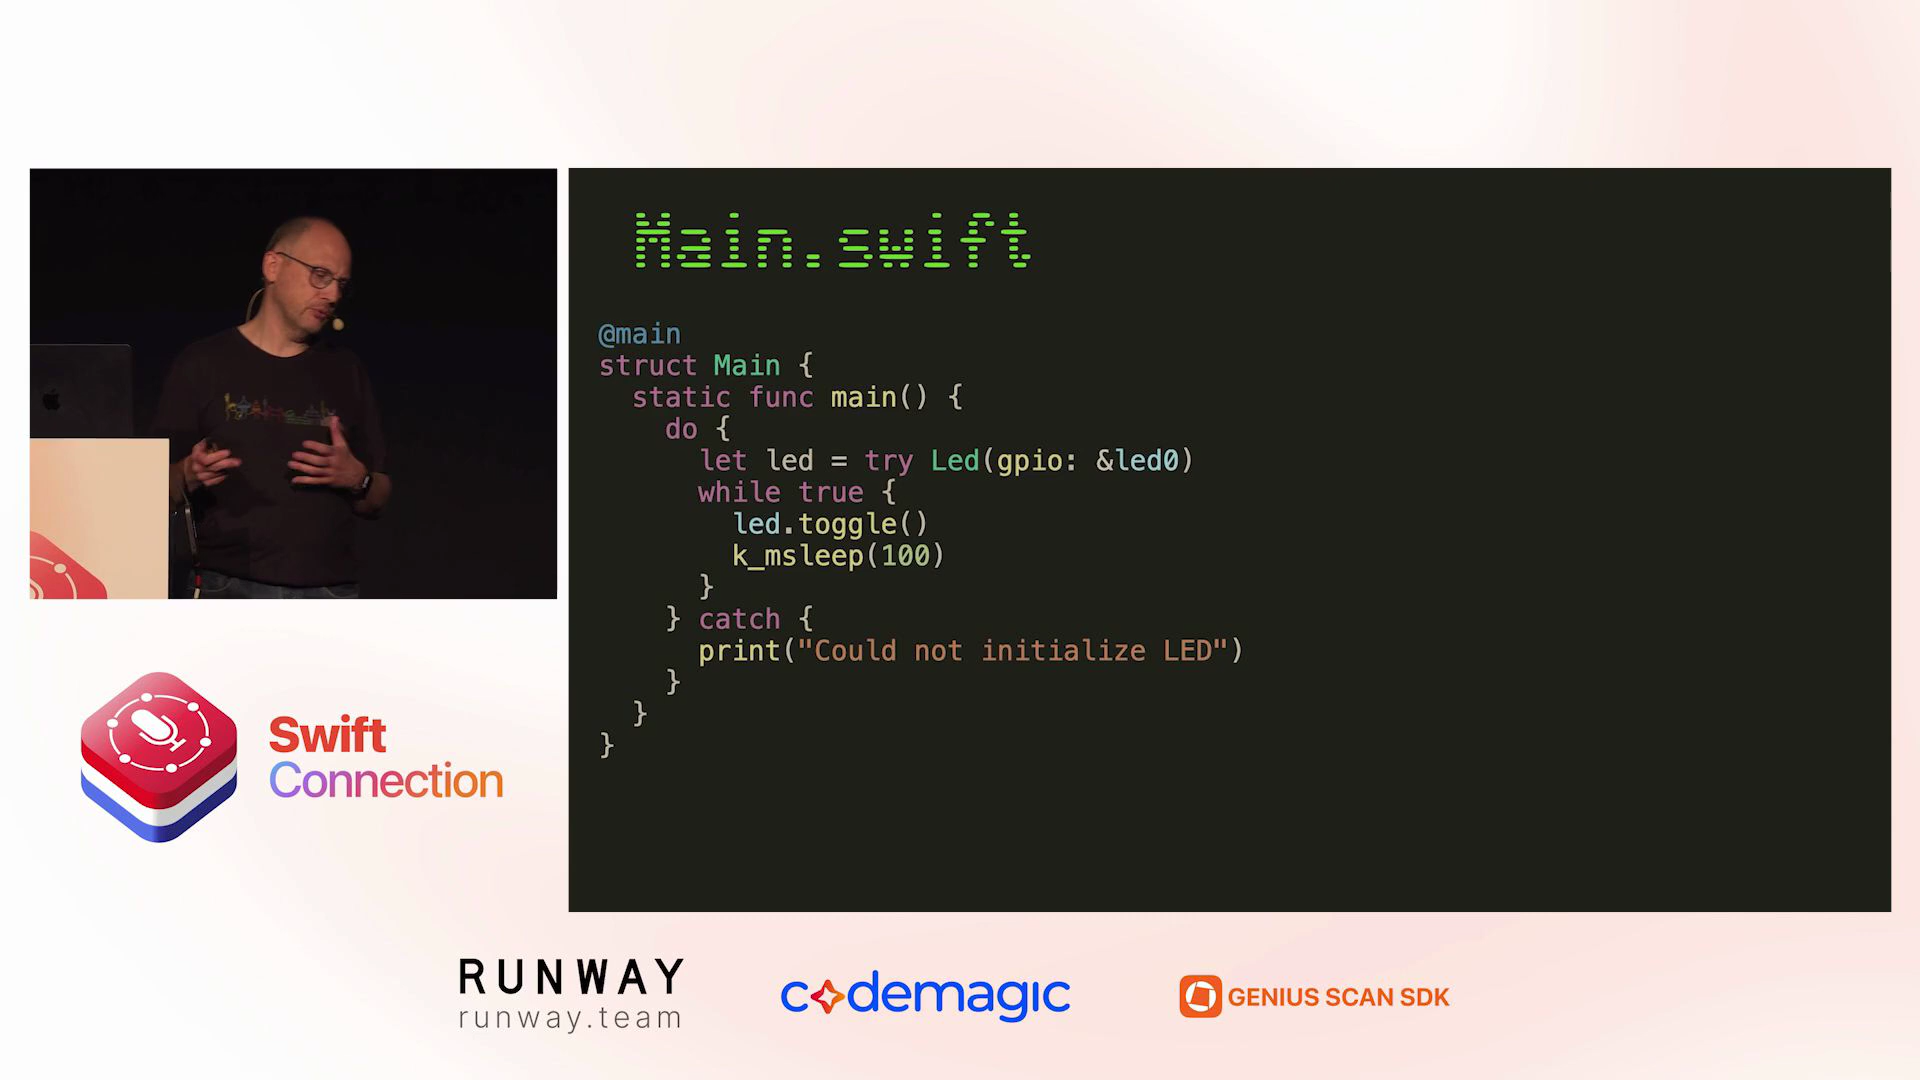 Main.swift
@main
struct Main {
  static func main() {
    do {
      let led = try Led(gpio: &led0)
      while true {
        led.toggle()
        k_msleep(100)
      }
    } catch {
      print("Could not initialize LED")
    }
  }
}
Swift
Connection
RUNWAY
runway.team
codemagic
GENIUS SCAN SDK